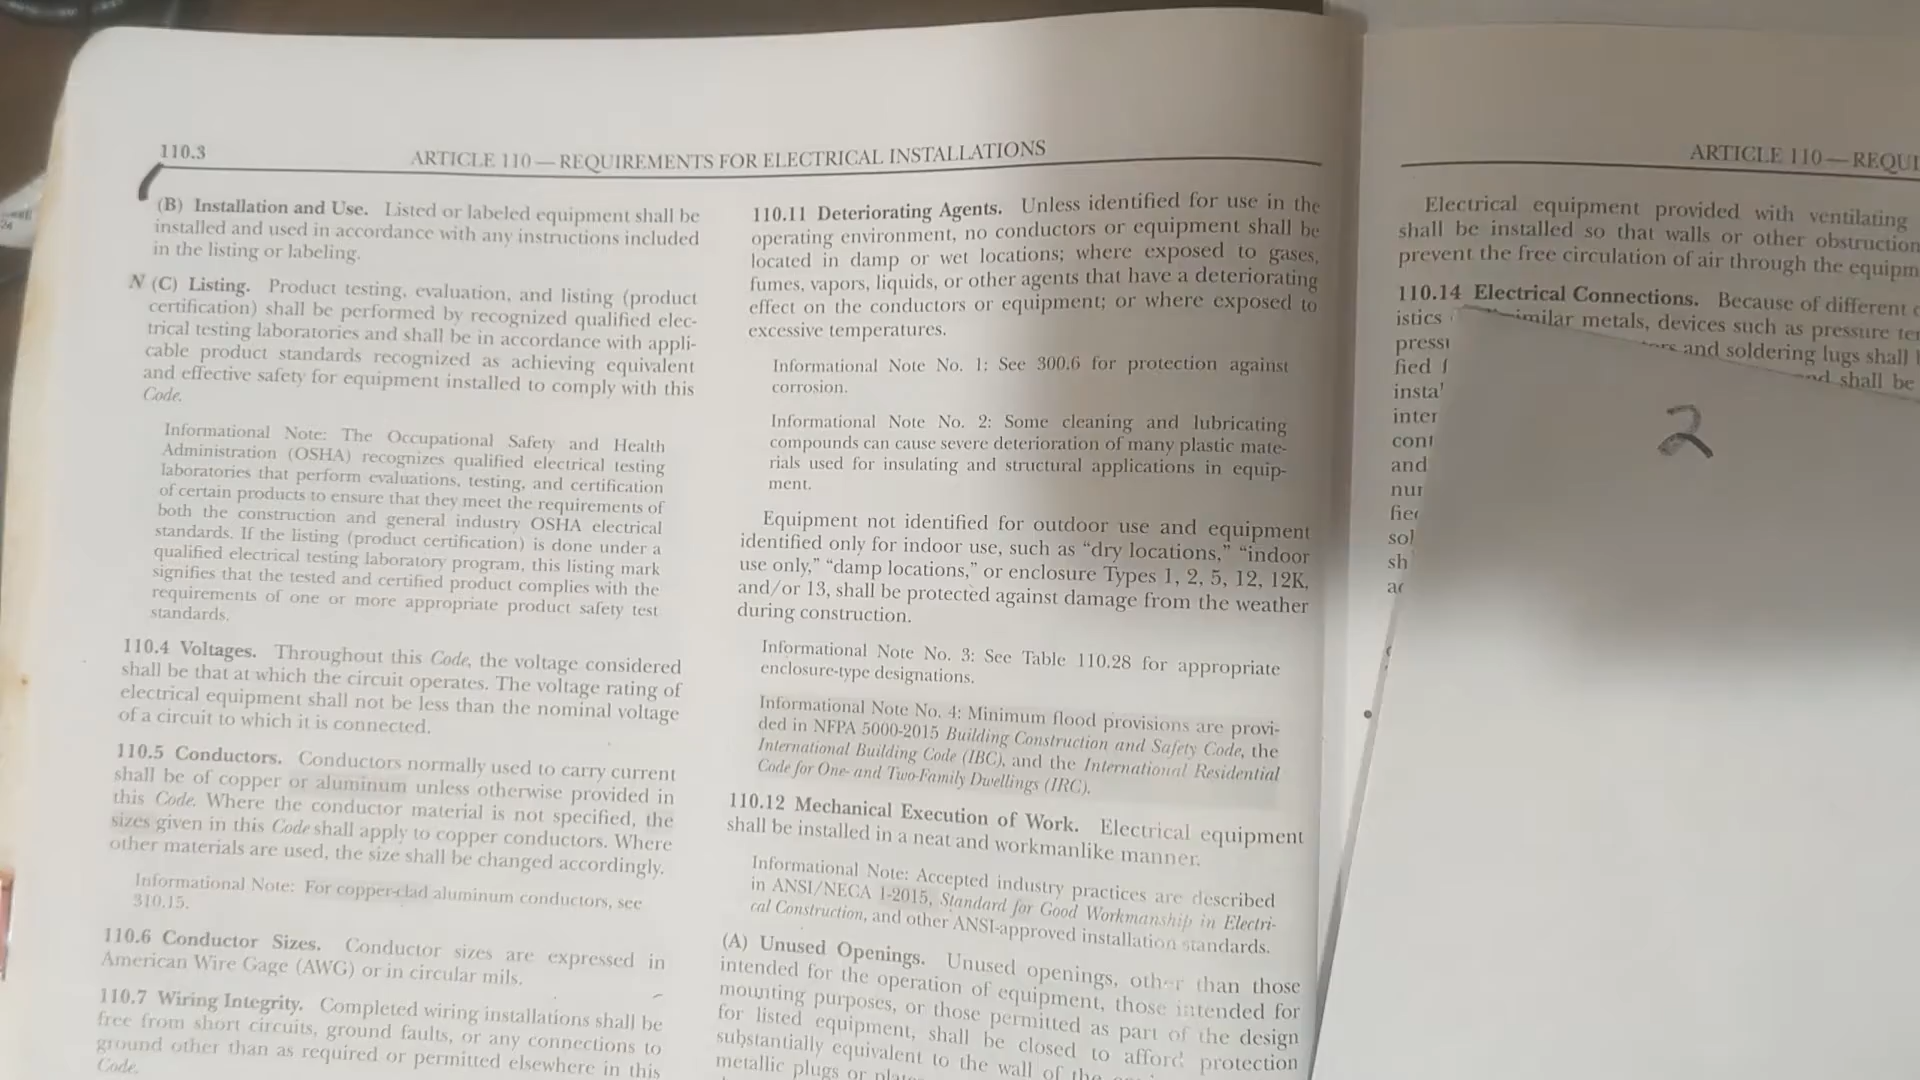 110.3
ARTICLE 110 — REQUIREMENTS FOR ELECTRICAL INSTALLATIONS
(B) Installation and Use. Listed or labeled equipment shall be
installed and used in accordance with any instructions included
in the listing or labeling.
N (C) Listing. Product testing, evaluation, and listing (product
certification) shall be performed by recognized qualified elec-
trical testing laboratories and shall be in accordance with appli-
cable product standards recognized as achieving equivalent
and effective safety for equipment installed to comply with this
Code.
Informational Note: The Occupational Safety and Health
Administration (OSHA) recognizes qualified electrical testing
laboratories that perform evaluations, testing, and certification
of certain products to ensure that they meet the requirements of
both the construction and general industry OSHA electrical
standards. If the listing (product certification) is done under a
qualified electrical testing laboratory program, this listing mark
signifies that the tested and certified product complies with the
requirements of one or more appropriate product safety test
standards.
110.4 Voltages. Throughout this Code, the voltage considered
shall be that at which the circuit operates. The voltage rating of
electrical equipment shall not be less than the nominal voltage
of a circuit to which it is connected.
110.5 Conductors. Conductors normally used to carry current
shall be of copper or aluminum unless otherwise provided in
this Code. Where the conductor material is not specified, the
sizes given in this Code shall apply to copper conductors. Where
other materials are used, the size shall be changed accordingly.
Informational Note: For copper-clad aluminum conductors, see
310.15.
110.6 Conductor Sizes. Conductor sizes are expressed in
American Wire Gage (AWG) or in circular mils.
110.7 Wiring Integrity. Completed wiring installations shall be
free from short circuits, ground faults, or any connections to
ground other than as required or permitted elsewhere in this
Code.
110.11 Deteriorating Agents. Unless identified for use in the
operating environment, no conductors or equipment shall be
located in damp or wet locations; where exposed to gases,
fumes, vapors, liquids, or other agents that have a deteriorating
effect on the conductors or equipment; or where exposed to
excessive temperatures.
Informational Note No. 1: See 300.6 for protection against
corrosion.
Informational Note No. 2: Some cleaning and lubricating
compounds can cause severe deterioration of many plastic mate-
rials used for insulating and structural applications in equip-
ment.
Equipment not identified for outdoor use and equipment
identified only for indoor use, such as “dry locations,” “indoor
use only,” “damp locations,” or enclosure Types 1, 2, 5, 12, 12K,
and/or 13, shall be protected against damage from the weather
during construction.
Informational Note No. 3: See Table 110.28 for appropriate
enclosure-type designations.
Informational Note No. 4: Minimum flood provisions are provi-
ded in NFPA 5000-2015 Building Construction and Safety Code, the
International Building Code (IBC), and the International Residential
Code for One- and Two-Family Dwellings (IRC).
110.12 Mechanical Execution of Work. Electrical equipment
shall be installed in a neat and workmanlike manner.
Informational Note: Accepted industry practices are described
in ANSI/NECA 1-2015, Standard for Good Workmanship in Electri-
cal Construction, and other ANSI-approved installation standards.
(A) Unused Openings. Unused openings, other than those
intended for the operation of equipment, those intended for
mounting purposes, or those permitted as part of the design
for listed equipment, shall be closed to afford protection
substantially equivalent to the wall of the
metallic plugs or
ARTICLE 110 — REQUI
Electrical equipment provided with ventilating
shall be installed so that walls or other obstruction
prevent the free circulation of air through the equipm
110.14 Electrical Connections. Because of different
istics similar metals, devices such as pressure ter
and soldering lugs shall
fied shall be
insta
inter
cont
and
2